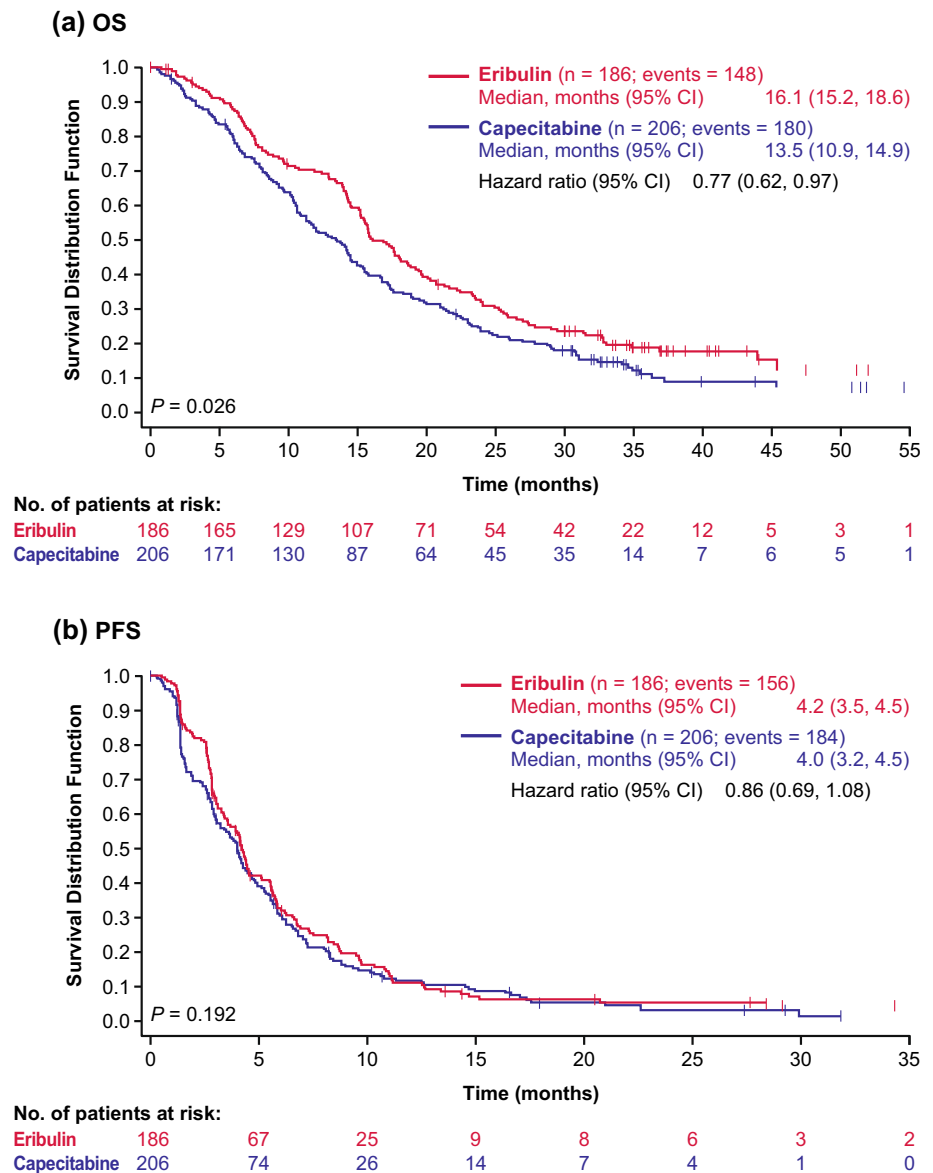 (a) OS
1.0
0.9
0.8
0.7
0.6
0.5
0.4
0.3
0.2
0.1
0.0
Survival Distribution Function
Eribulin (n = 186; events = 148)
Median, months (95% CI) 16.1 (15.2, 18.6)
Capecitabine (n = 206; events = 180)
Median, months (95% CI) 13.5 (10.9, 14.9)
Hazard ratio (95% CI) 0.77 (0.62, 0.97)
P = 0.026
0 5 10 15 20 25 30 35 40 45 50 55
Time (months)
No. of patients at risk:
Eribulin 186 165 129 107 71 54 42 22 12 5 3 1
Capecitabine 206 171 130 87 64 45 35 14 7 6 5 1
(b) PFS
1.0
0.9
0.8
0.7
0.6
0.5
0.4
0.3
0.2
0.1
0.0
Survival Distribution Function
Eribulin (n = 186; events = 156)
Median, months (95% CI) 4.2 (3.5, 4.5)
Capecitabine (n = 206; events = 184)
Median, months (95% CI) 4.0 (3.2, 4.5)
Hazard ratio (95% CI) 0.86 (0.69, 1.08)
P = 0.192
0 5 10 15 20 25 30 35
Time (months)
No. of patients at risk:
Eribulin 186 67 25 9 8 6 3 2
Capecitabine 206 74 26 14 7 4 1 0